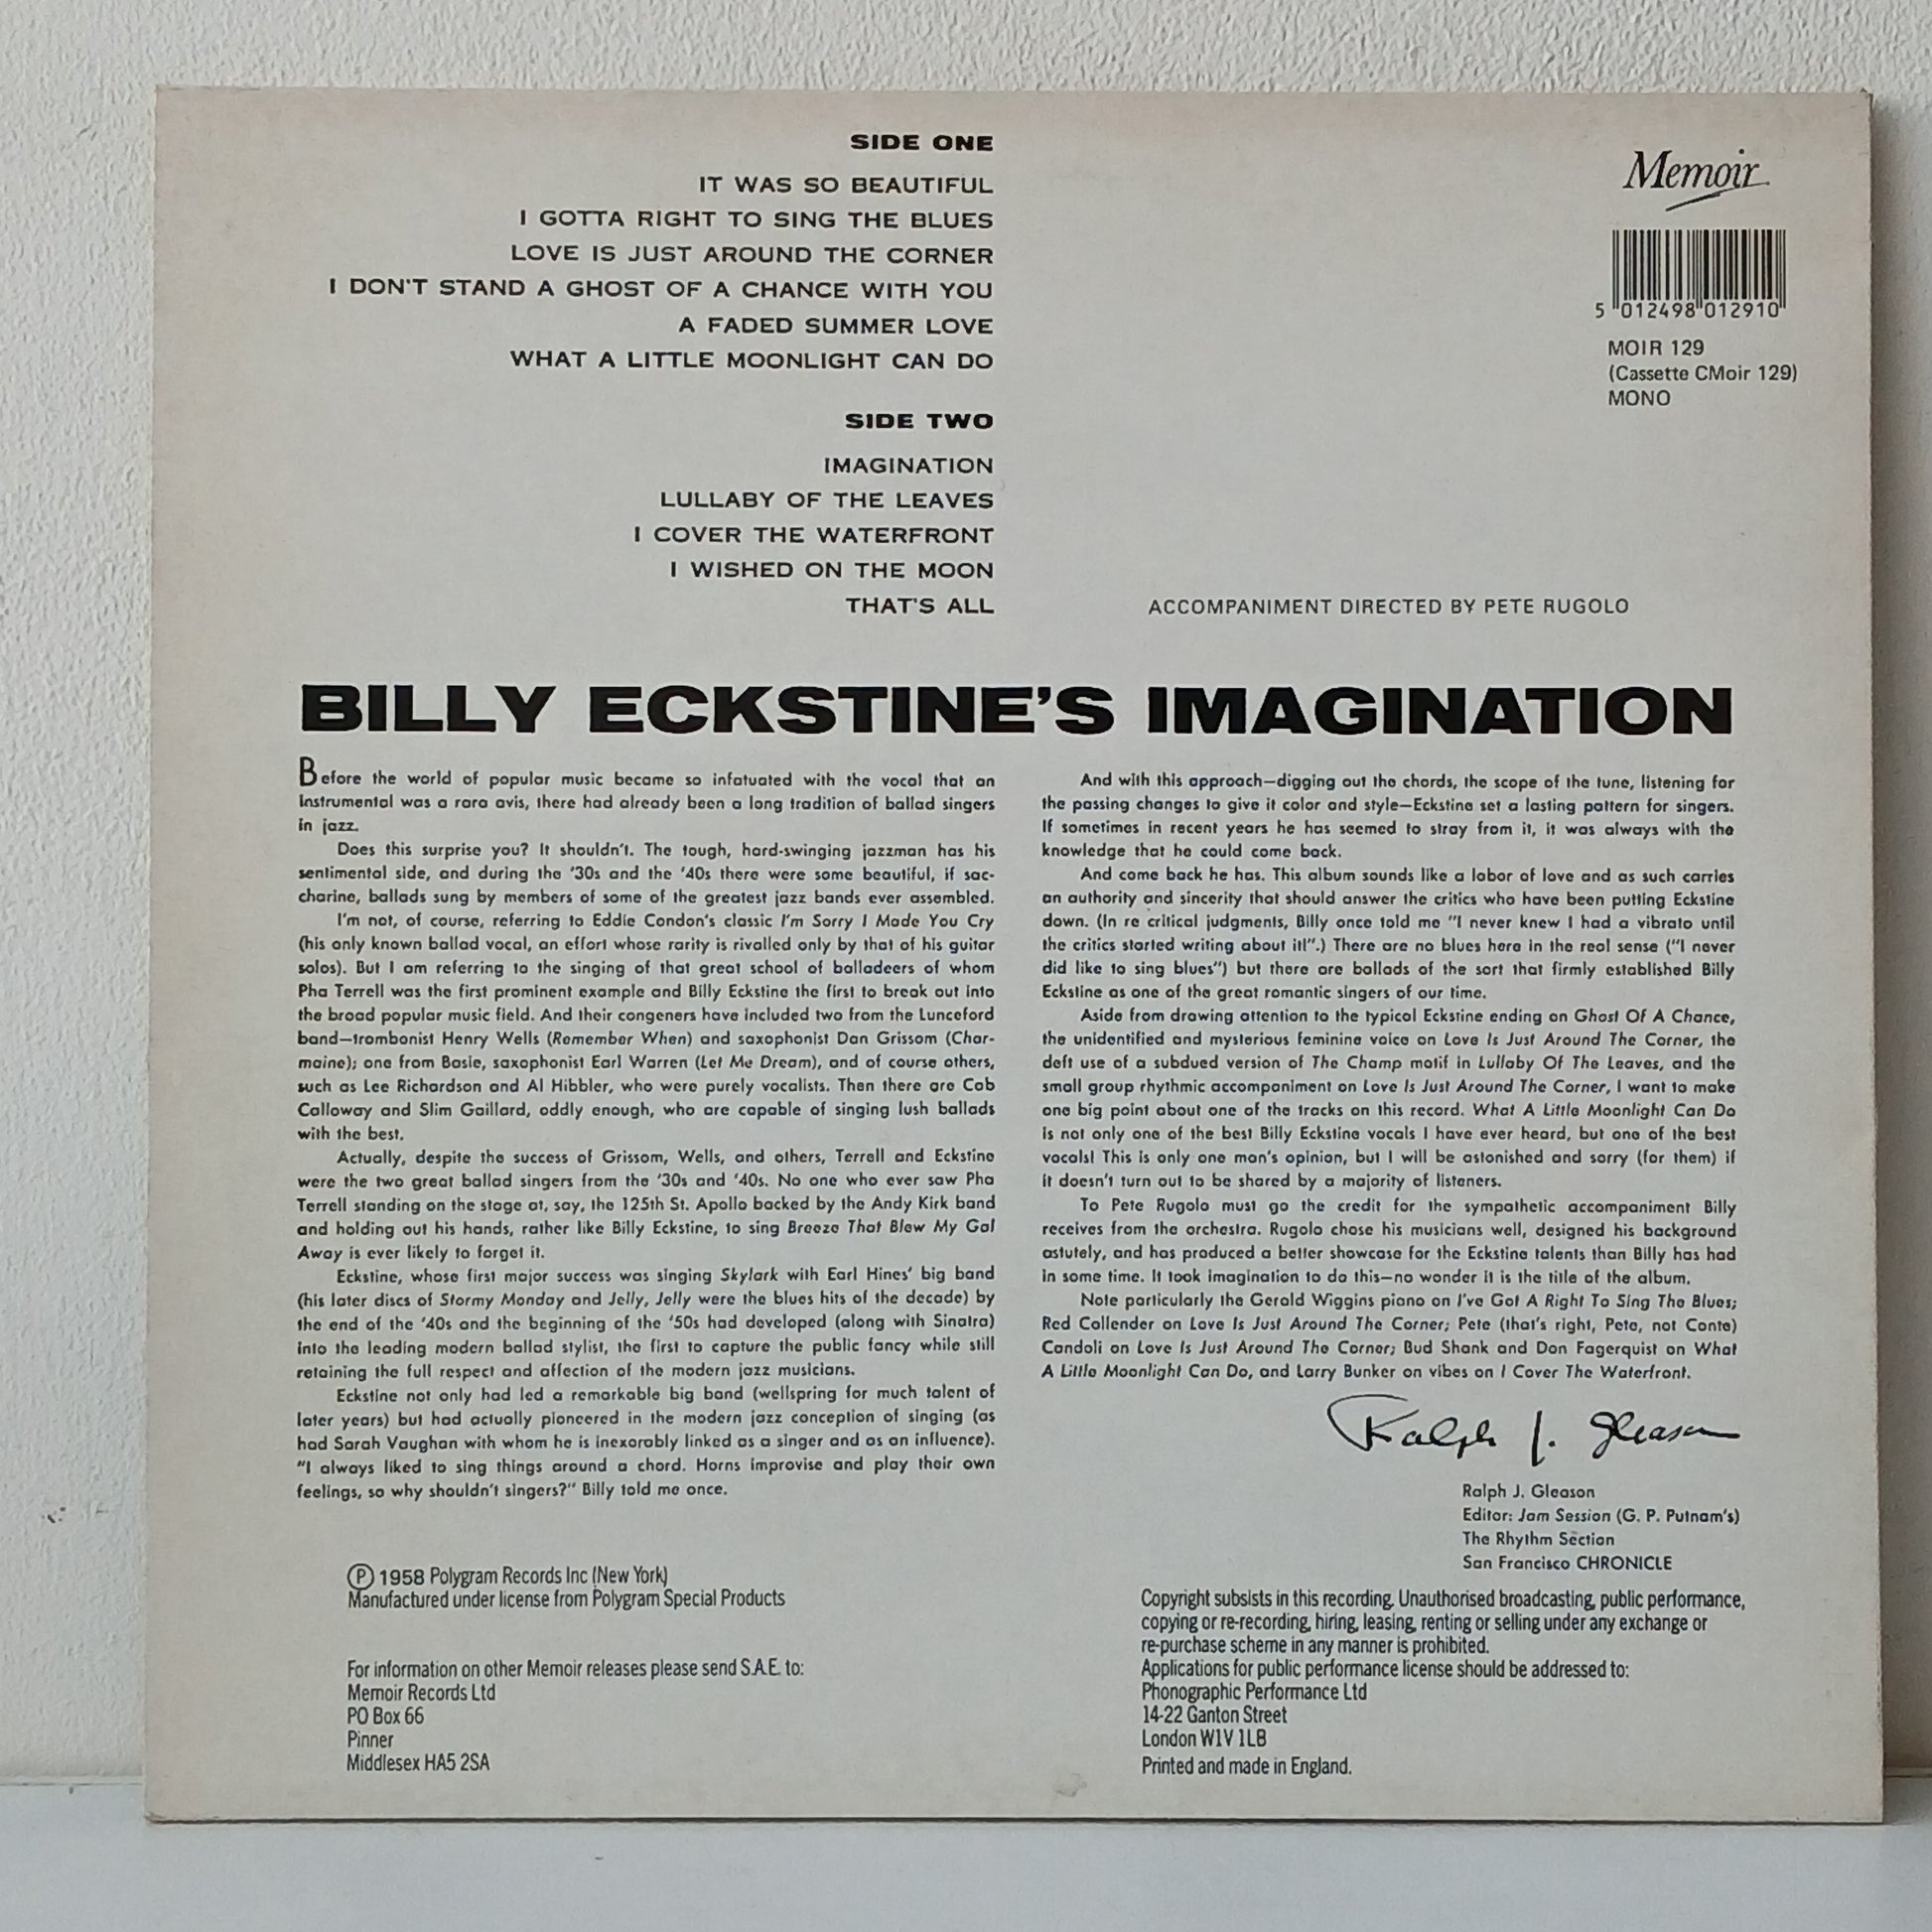 SIDE ONE
IT WAS SO BEAUTIFUL
I GOTTA RIGHT TO SING THE BLUES
LOVE IS JUST AROUND THE CORNER
I DON'T STAND A GHOST OF A CHANCE WITH YOU
A FADED SUMMER LOVE
WHAT A LITTLE MOONLIGHT CAN DO
SIDE TWO
IMAGINATION
LULLABY OF THE LEAVES
I COVER THE WATERFRONT
I WISHED ON THE MOON
THAT'S ALL
Memoir
5 012498 012910
MOIR 129
(Cassette CMoir 129)
MONO
ACCOMPANIMENT DIRECTED BY PETE RUGOLO
BILLY ECKSTINE'S IMAGINATION
Before the world of popular music became so infatuated with the vocal that an
instrumental was a rara avis, there had already been a long tradition of ballad singers
in jazz.
Does this surprise you? It shouldn't. The tough, hard-swinging jazzman has his
sentimental side, and during the '30s and the '40s there were some beautiful, if sac-
charine, ballads sung by members of some of the greatest jazz bands ever assembled.
I'm not, of course, referring to Eddie Condon's classic I'm Sorry I Made You Cry
(his only known ballad vocal, an effort whose rarity is rivalled only by that of his guitar
solos). But I am referring to the singing of that great school of balladeers of whom
Pha Terrell was the first prominent example and Billy Eckstine the first to break out into
the broad popular music field. And their congeners have included two from the Lunceford
band—trombonist Henry Wells (Remember When) and saxophonist Dan Grissom (Char-
maine); one from Basie, saxophonist Earl Warren (Let Me Dream), and of course others,
such as Lee Richardson and Al Hibbler, who were purely vocalists. Then there are Cab
Calloway and Slim Gaillard, oddly enough, who are capable of singing lush ballads
with the best.
Actually, despite the success of Grissom, Wells, and others, Terrell and Eckstine
were the two great ballad singers from the '30s and '40s. No one who ever saw Pha
Terrell standing on the stage at, say, the 125th St. Apollo backed by the Andy Kirk band
and holding out his hands, rather like Billy Eckstine, to sing Breeze That Blew My Gal
Away is ever likely to forget it.
Eckstine, whose first major success was singing Skylark with Earl Hines' big band
(his later discs of Stormy Monday and Jelly, Jelly were the blues hits of the decade) by
the end of the '40s and the beginning of the '50s had developed (along with Sinatra)
into the leading modern ballad stylist, the first to capture the public fancy while still
retaining the full respect and affection of the modern jazz musicians.
Eckstine not only had led a remarkable big band (wellspring for much talent of
later years) but had actually pioneered in the modern jazz conception of singing (as
had Sarah Vaughan with whom he is inexorably linked as a singer and as an influence).
"I always liked to sing things around a chord. Horns improvise and play their own
feelings, so why shouldn't singers?" Billy told me once.
And with this approach—digging out the chords, the scope of the tune, listening for
the passing changes to give it color and style—Eckstine set a lasting pattern for singers.
If sometimes in recent years he has seemed to stray from it, it was always with the
knowledge that he could come back.
And come back he has. This album sounds like a labor of love and as such carries
an authority and sincerity that should answer the critics who have been putting Eckstine
down. (In re critical judgments, Billy once told me "I never knew I had a vibrato until
the critics started writing about it!".) There are no blues here in the real sense ("I never
did like to sing blues") but there are ballads of the sort that firmly established Billy
Eckstine as one of the great romantic singers of our time.
Aside from drawing attention to the typical Eckstine ending on Ghost Of A Chance,
the unidentified and mysterious feminine voice on Love Is Just Around The Corner, the
deft use of a subdued version of The Champ motif in Lullaby Of The Leaves, and the
small group rhythmic accompaniment on Love Is Just Around The Corner, I want to make
one big point about one of the tracks on this record. What A Little Moonlight Can Do
is not only one of the best Billy Eckstine vocals I have ever heard, but one of the best
vocals! This is only one man's opinion, but I will be astonished and sorry (for them) if
it doesn't turn out to be shared by a majority of listeners.
To Pete Rugolo must go the credit for the sympathetic accompaniment Billy
receives from the orchestra. Rugolo chose his musicians well, designed his background
astutely, and has produced a better showcase for the Eckstine talents than Billy has had
in some time. It took imagination to do this—no wonder it is the title of the album.
Note particularly the Gerald Wiggins piano on I've Got A Right To Sing The Blues;
Red Callender on Love Is Just Around The Corner; Pete (that's right, Pete, not Conte)
Candoli on Love Is Just Around The Corner; Bud Shank and Don Fagerquist on What
A Little Moonlight Can Do, and Larry Bunker on vibes on I Cover The Waterfront.
Ralph J. Gleason
Ralph J. Gleason
Editor: Jam Session (G. P. Putnam's)
The Rhythm Section
San Francisco CHRONICLE
Ⓟ 1958 Polygram Records Inc (New York)
Manufactured under license from Polygram Special Products
For information on other Memoir releases please send S.A.E. to:
Memoir Records Ltd
PO Box 66
Pinner
Middlesex HA5 2SA
Copyright subsists in this recording. Unauthorised broadcasting, public performance,
copying or re-recording, hiring, leasing, renting or selling under any exchange or
re-purchase scheme in any manner is prohibited.
Applications for public performance license should be addressed to:
Phonographic Performance Ltd
14-22 Ganton Street
London W1V 1LB
Printed and made in England.